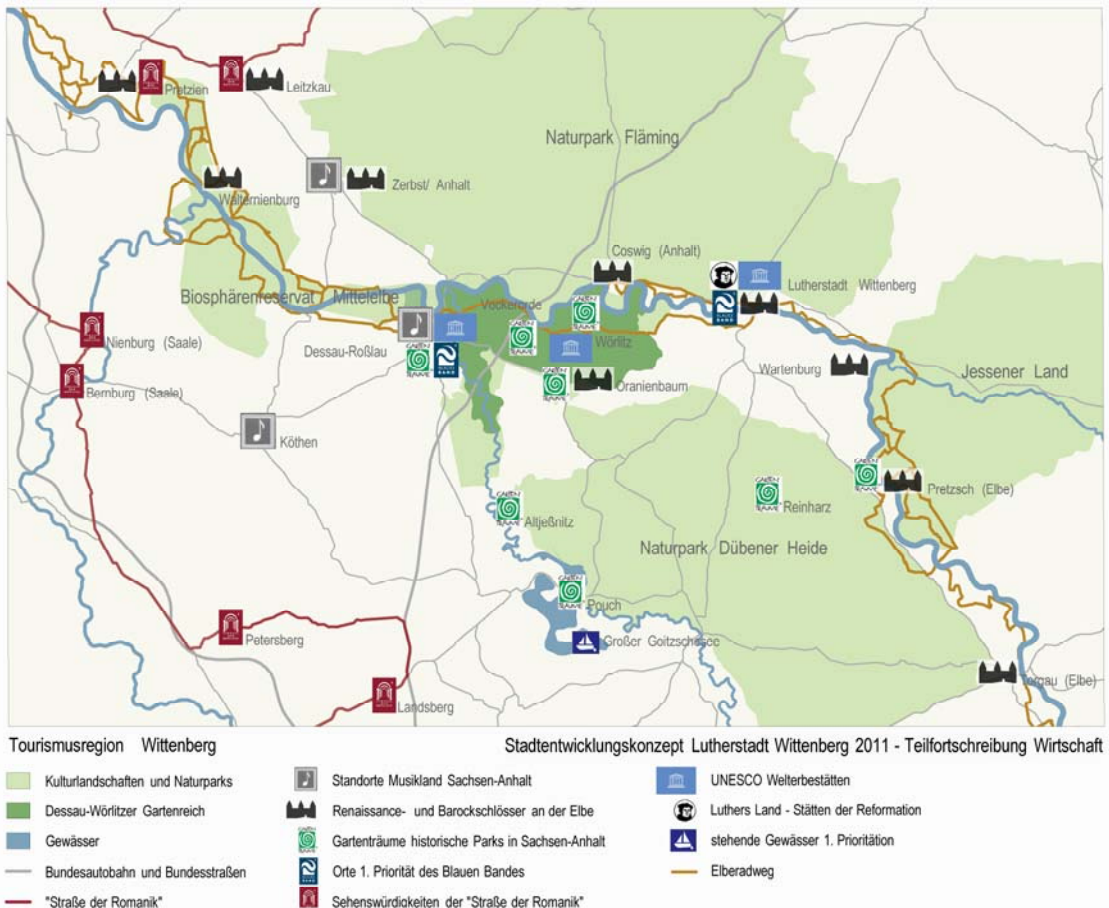 Pretzien
Leitzkau
Naturpark Fläming
Zerbst/ Anhalt
Walternienburg
Coswig (Anhalt)
Lutherstadt Wittenberg
Biosphärenreservat Mittelelbe
Vockerode
Nienburg (Saale)
Dessau-Roßlau
Wörlitz
Wartenburg
Jessener Land
Bernburg (Saale)
Oranienbaum
Köthen
Pretzsch (Elbe)
Reinharz
Altjeßnitz
Naturpark Dübener Heide
Pouch
Petersberg
Großer Goitzschesee
Torgau (Elbe)
Landsberg
Tourismusregion Wittenberg
Stadtentwicklungskonzept Lutherstadt Wittenberg 2011 - Teilfortschreibung Wirtschaft
Kulturlandschaften und Naturparks
Dessau-Wörlitzer Gartenreich
Gewässer
Bundesautobahn und Bundesstraßen
"Straße der Romanik"
Standorte Musikland Sachsen-Anhalt
Renaissance- und Barockschlösser an der Elbe
Gartenträume historische Parks in Sachsen-Anhalt
Orte 1. Priorität des Blauen Bandes
Sehenswürdigkeiten der "Straße der Romanik"
UNESCO Welterbestätten
Luthers Land - Stätten der Reformation
stehende Gewässer 1. Prioritätion
Elberadweg